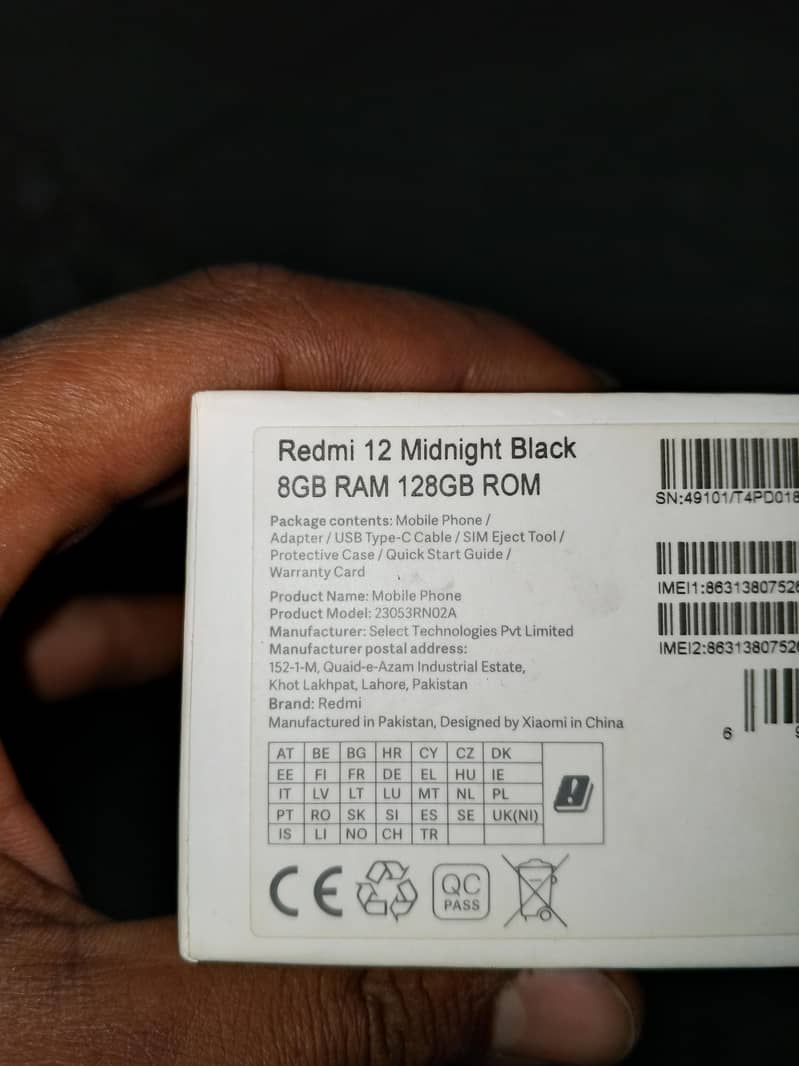 Redmi 12 Midnight Black
8GB RAM 128GB ROM
Package contents: Mobile Phone /
Adapter / USB Type-C Cable / SIM Eject Tool /
Protective Case / Quick Start Guide /
Warranty Card
Product Name: Mobile Phone
Product Model: 23053RN02A
Manufacturer: Select Technologies Pvt Limited
Manufacturer postal address:
152-1-M, Quaid-e-Azam Industrial Estate,
Khot Lakhpat, Lahore, Pakistan
Brand: Redmi
Manufactured in Pakistan, Designed by Xiaomi in China
AT BE BG HR CY CZ DK
EE FI FR DE EL HU IE
IT LV LT LU MT NL PL
PT RO SK SI ES SE UK(NI)
IS LI NO CH TR
CE
QC
PASS
SN:49101/T4PD018
IMEI1:8631380752
IMEI2:8631380752
6